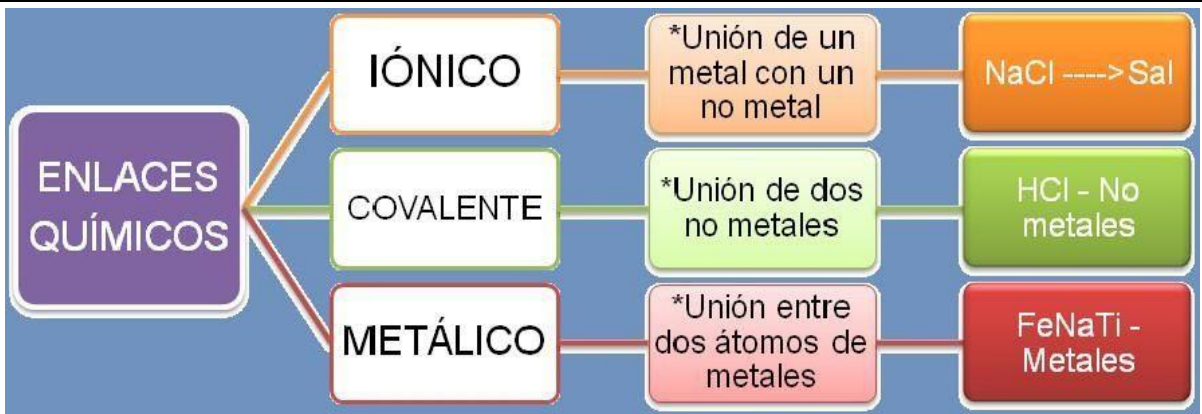 ENLACES
QUÍMICOS
IÓNICO
*Unión de un
metal con un
no metal
NaCl ----> Sal
COVALENTE
*Unión de dos
no metales
HCl - No
metales
METÁLICO
*Unión entre
dos átomos de
metales
FeNaTi -
Metales